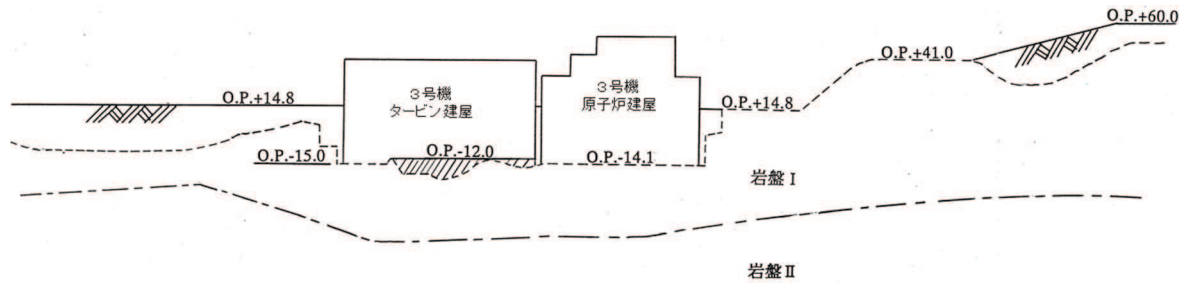 O.P.+60.0
O.P.+41.0
O.P.+14.8
3号機
タービン建屋
3号機
原子炉建屋
O.P.+14.8
O.P.-15.0
O.P.-12.0
O.P.-14.1
岩盤Ⅰ
岩盤Ⅱ